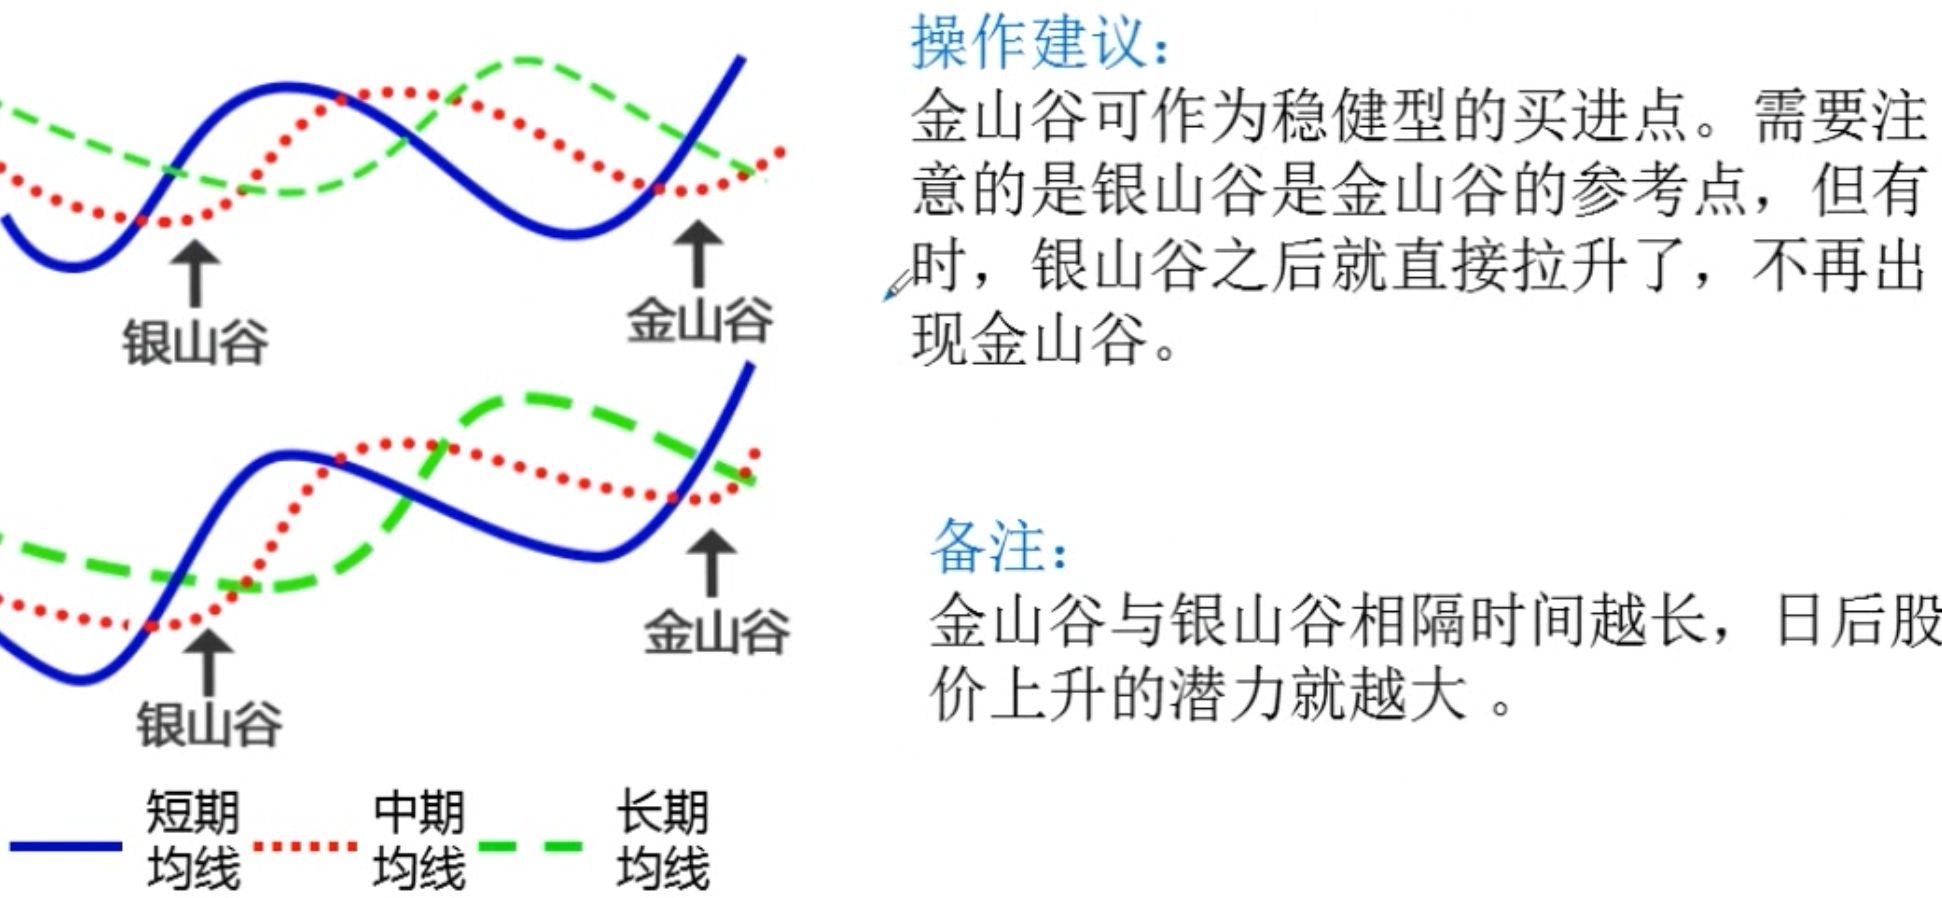 操作建议：
金山谷可作为稳健型的买进点。需要注
意的是银山谷是金山谷的参考点，但有
时，银山谷之后就直接拉升了，不再出
现金山谷。
银山谷
金山谷
备注：
金山谷与银山谷相隔时间越长，日后股
价上升的潜力就越大 。
金山谷
银山谷
短期
均线
中期
均线
长期
均线